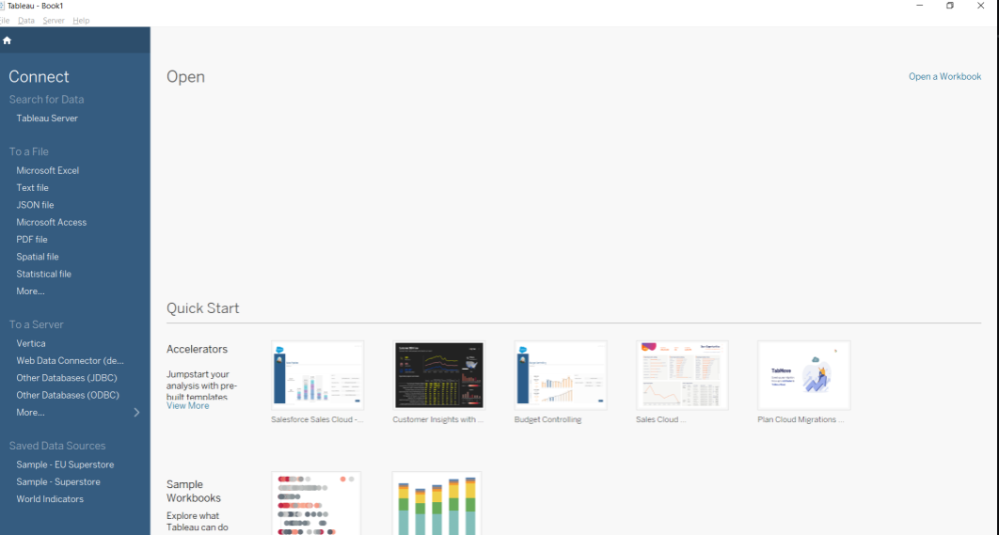 Tableau - Book1
File Data Server Help
Connect
Search for Data
Tableau Server
To a File
Microsoft Excel
Text file
JSON file
Microsoft Access
PDF file
Spatial file
Statistical file
More...
To a Server
Vertica
Web Data Connector (de...
Other Databases (JDBC)
Other Databases (ODBC)
More...
Saved Data Sources
Sample - EU Superstore
Sample - Superstore
World Indicators
Open
Open a Workbook
Quick Start
Accelerators
Jumpstart your
analysis with pre-
built templates
View More
Salesforce Sales Cloud -...
Customer Insights with ...
Budget Controlling
Sales Cloud ...
TabMove
Plan Cloud Migrations ...
Sample
Workbooks
Explore what
Tableau can do